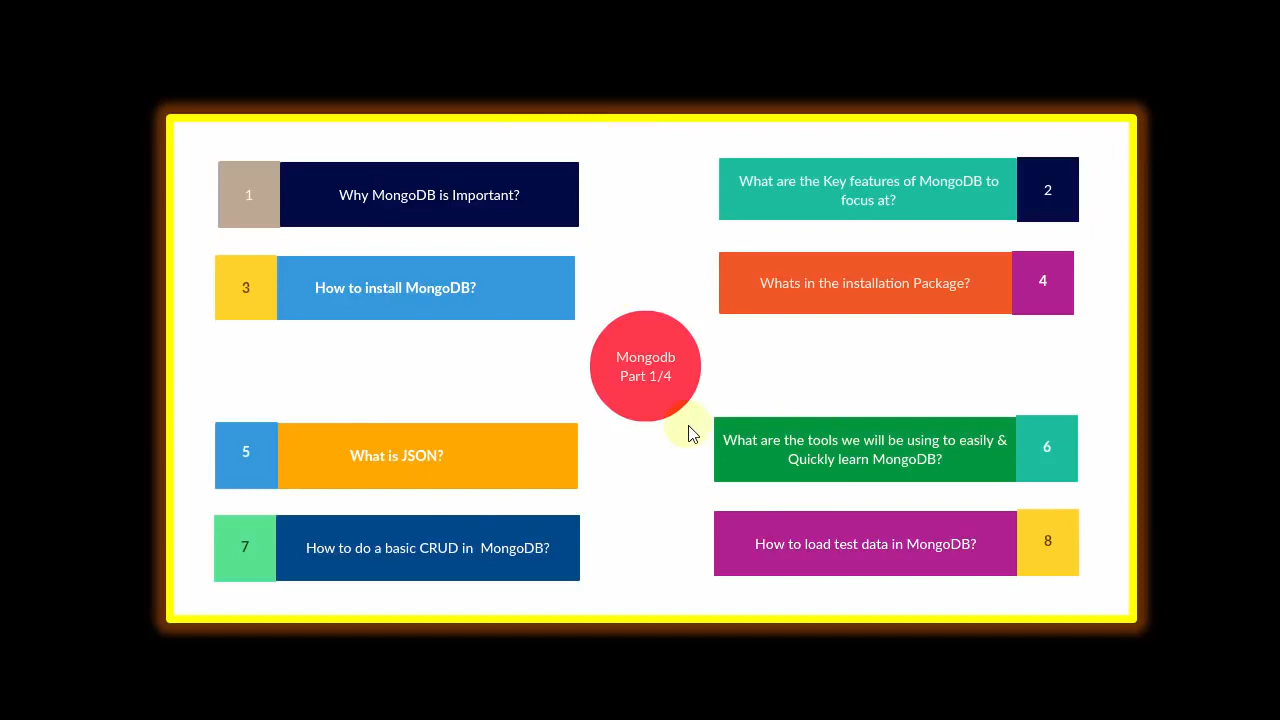 1
Why MongoDB is Important?
What are the Key features of MongoDB to
focus at?
2
3
How to install MongoDB?
Whats in the installation Package?
4
Mongodb
Part 1/4
5
What is JSON?
What are the tools we will be using to easily &
Quickly learn MongoDB?
6
7
How to do a basic CRUD in  MongoDB?
How to load test data in MongoDB?
8